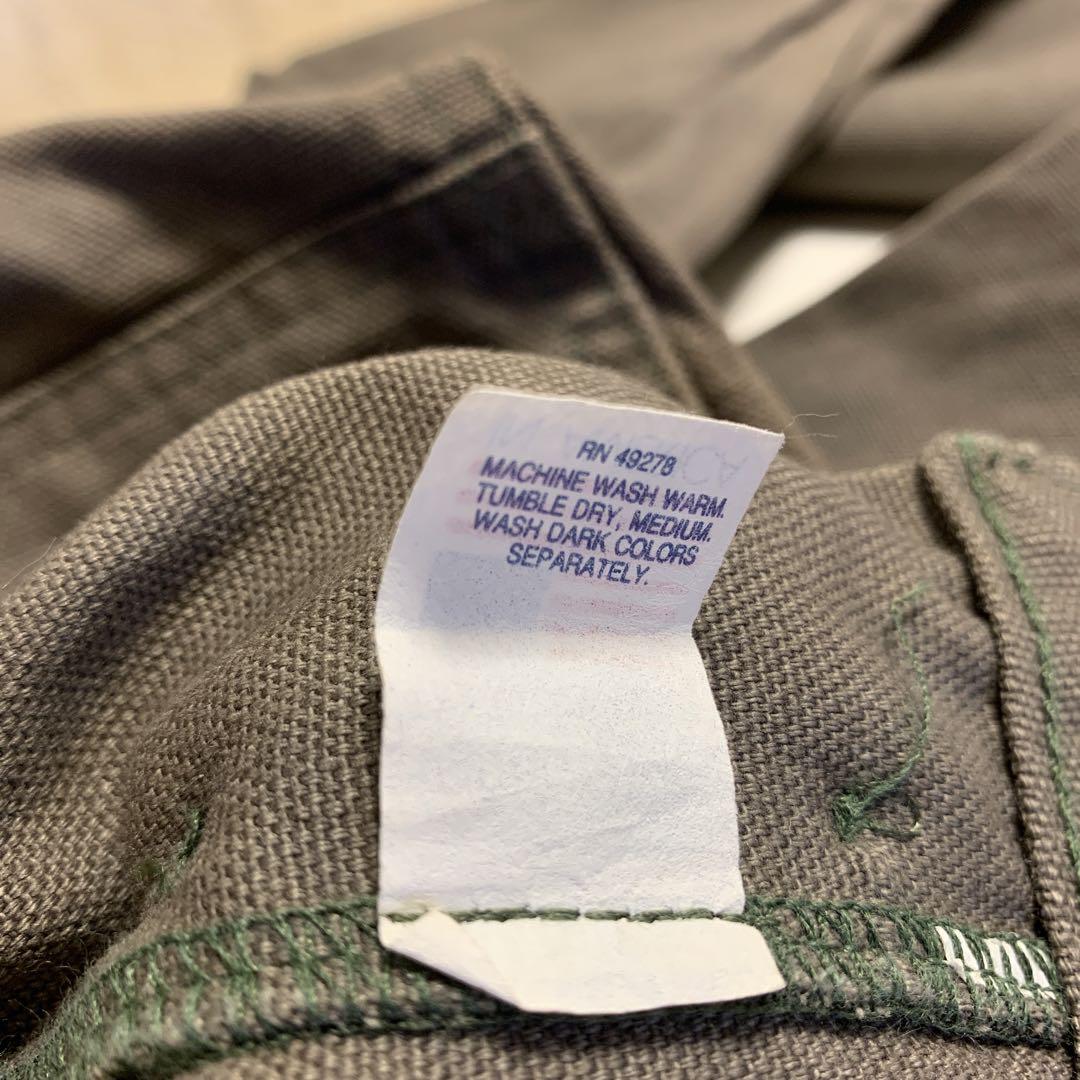 RN 49278
MACHINE WASH WARM.
TUMBLE DRY, MEDIUM.
WASH DARK COLORS
SEPARATELY.